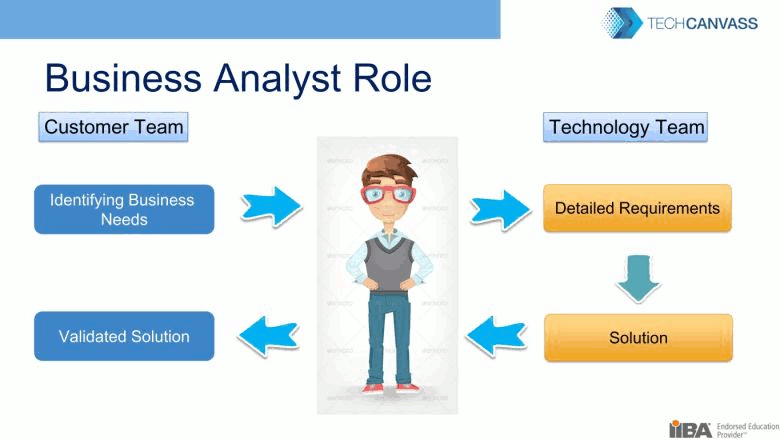 TECHCANVASS
Business Analyst Role
Customer Team
Technology Team
Identifying Business
Needs
Detailed Requirements
Validated Solution
Solution
IIBA Endorsed Education
Provider™